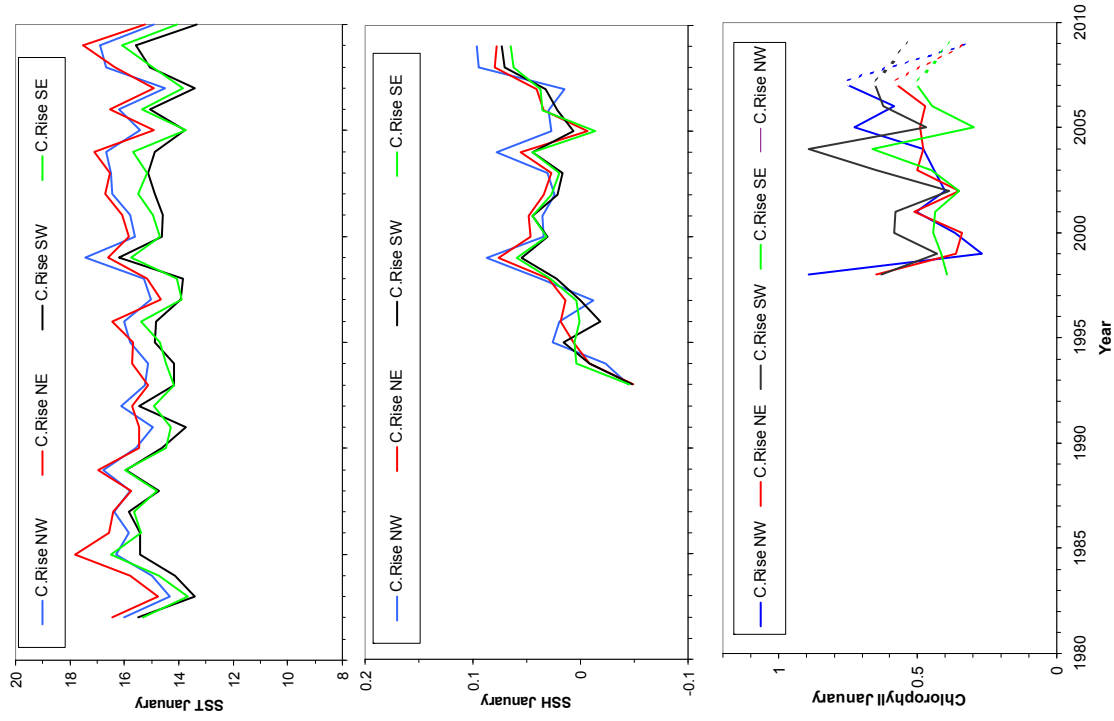 20
18
16
14
12
10
8
SST January
C.Rise NW
C.Rise NE
C.Rise SW
C.Rise SE
0.2
0.1
0
-0.1
SSH January
C.Rise NW
C.Rise NE
C.Rise SW
C.Rise SE
1
0.5
0
Chlorophyll January
C.Rise NW
C.Rise NE
C.Rise SW
C.Rise SE
C.Rise NW
1980
1985
1990
1995
2000
2005
2010
Year